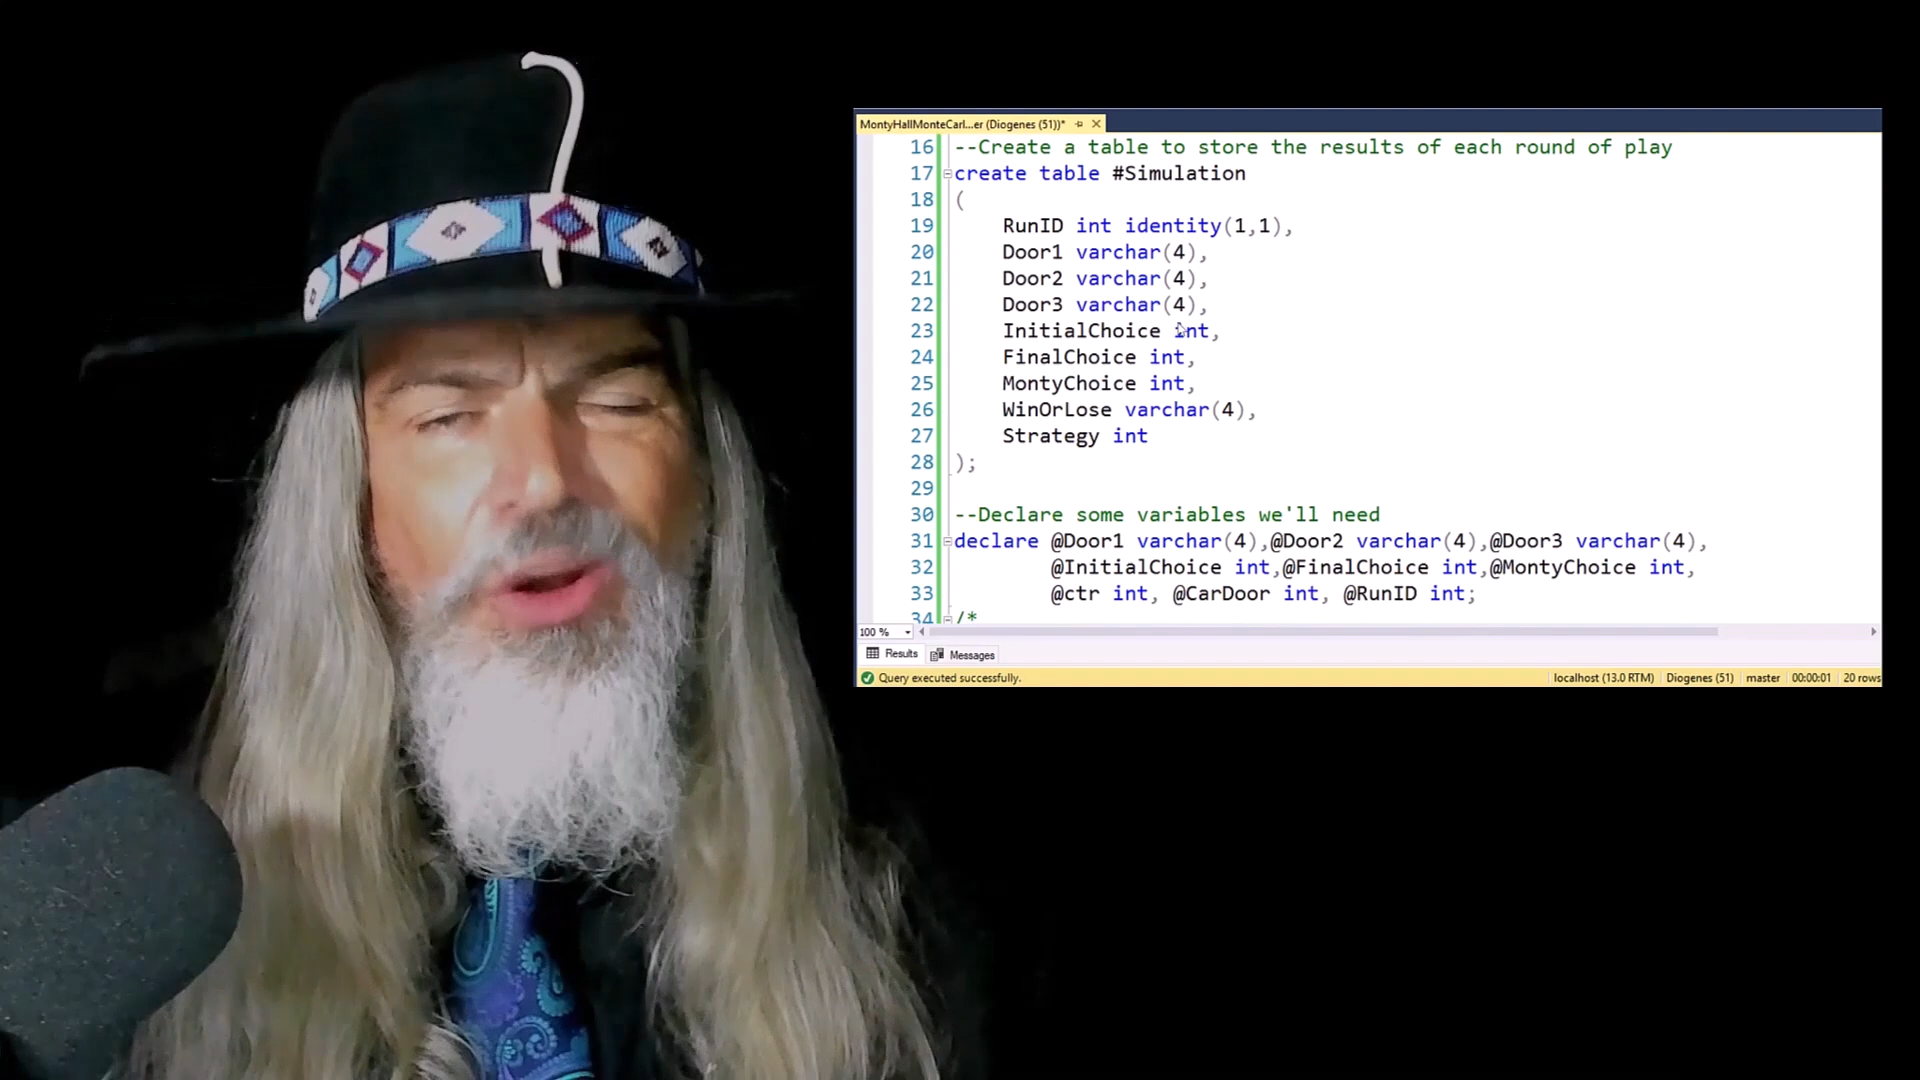 MontyHallMonteCarl...er (Diogenes (51))*
16 --Create a table to store the results of each round of play
17 create table #Simulation
18 (
19 RunID int identity(1,1),
20 Door1 varchar(4),
21 Door2 varchar(4),
22 Door3 varchar(4),
23 InitialChoice int,
24 FinalChoice int,
25 MontyChoice int,
26 WinOrLose varchar(4),
27 Strategy int
28 );
29
30 --Declare some variables we'll need
31 declare @Door1 varchar(4),@Door2 varchar(4),@Door3 varchar(4),
32 @InitialChoice int,@FinalChoice int,@MontyChoice int,
33 @ctr int, @CarDoor int, @RunID int;
34 /*
100 %
Results Messages
Query executed successfully. localhost (13.0 RTM) Diogenes (51) master 00:00:01 20 rows